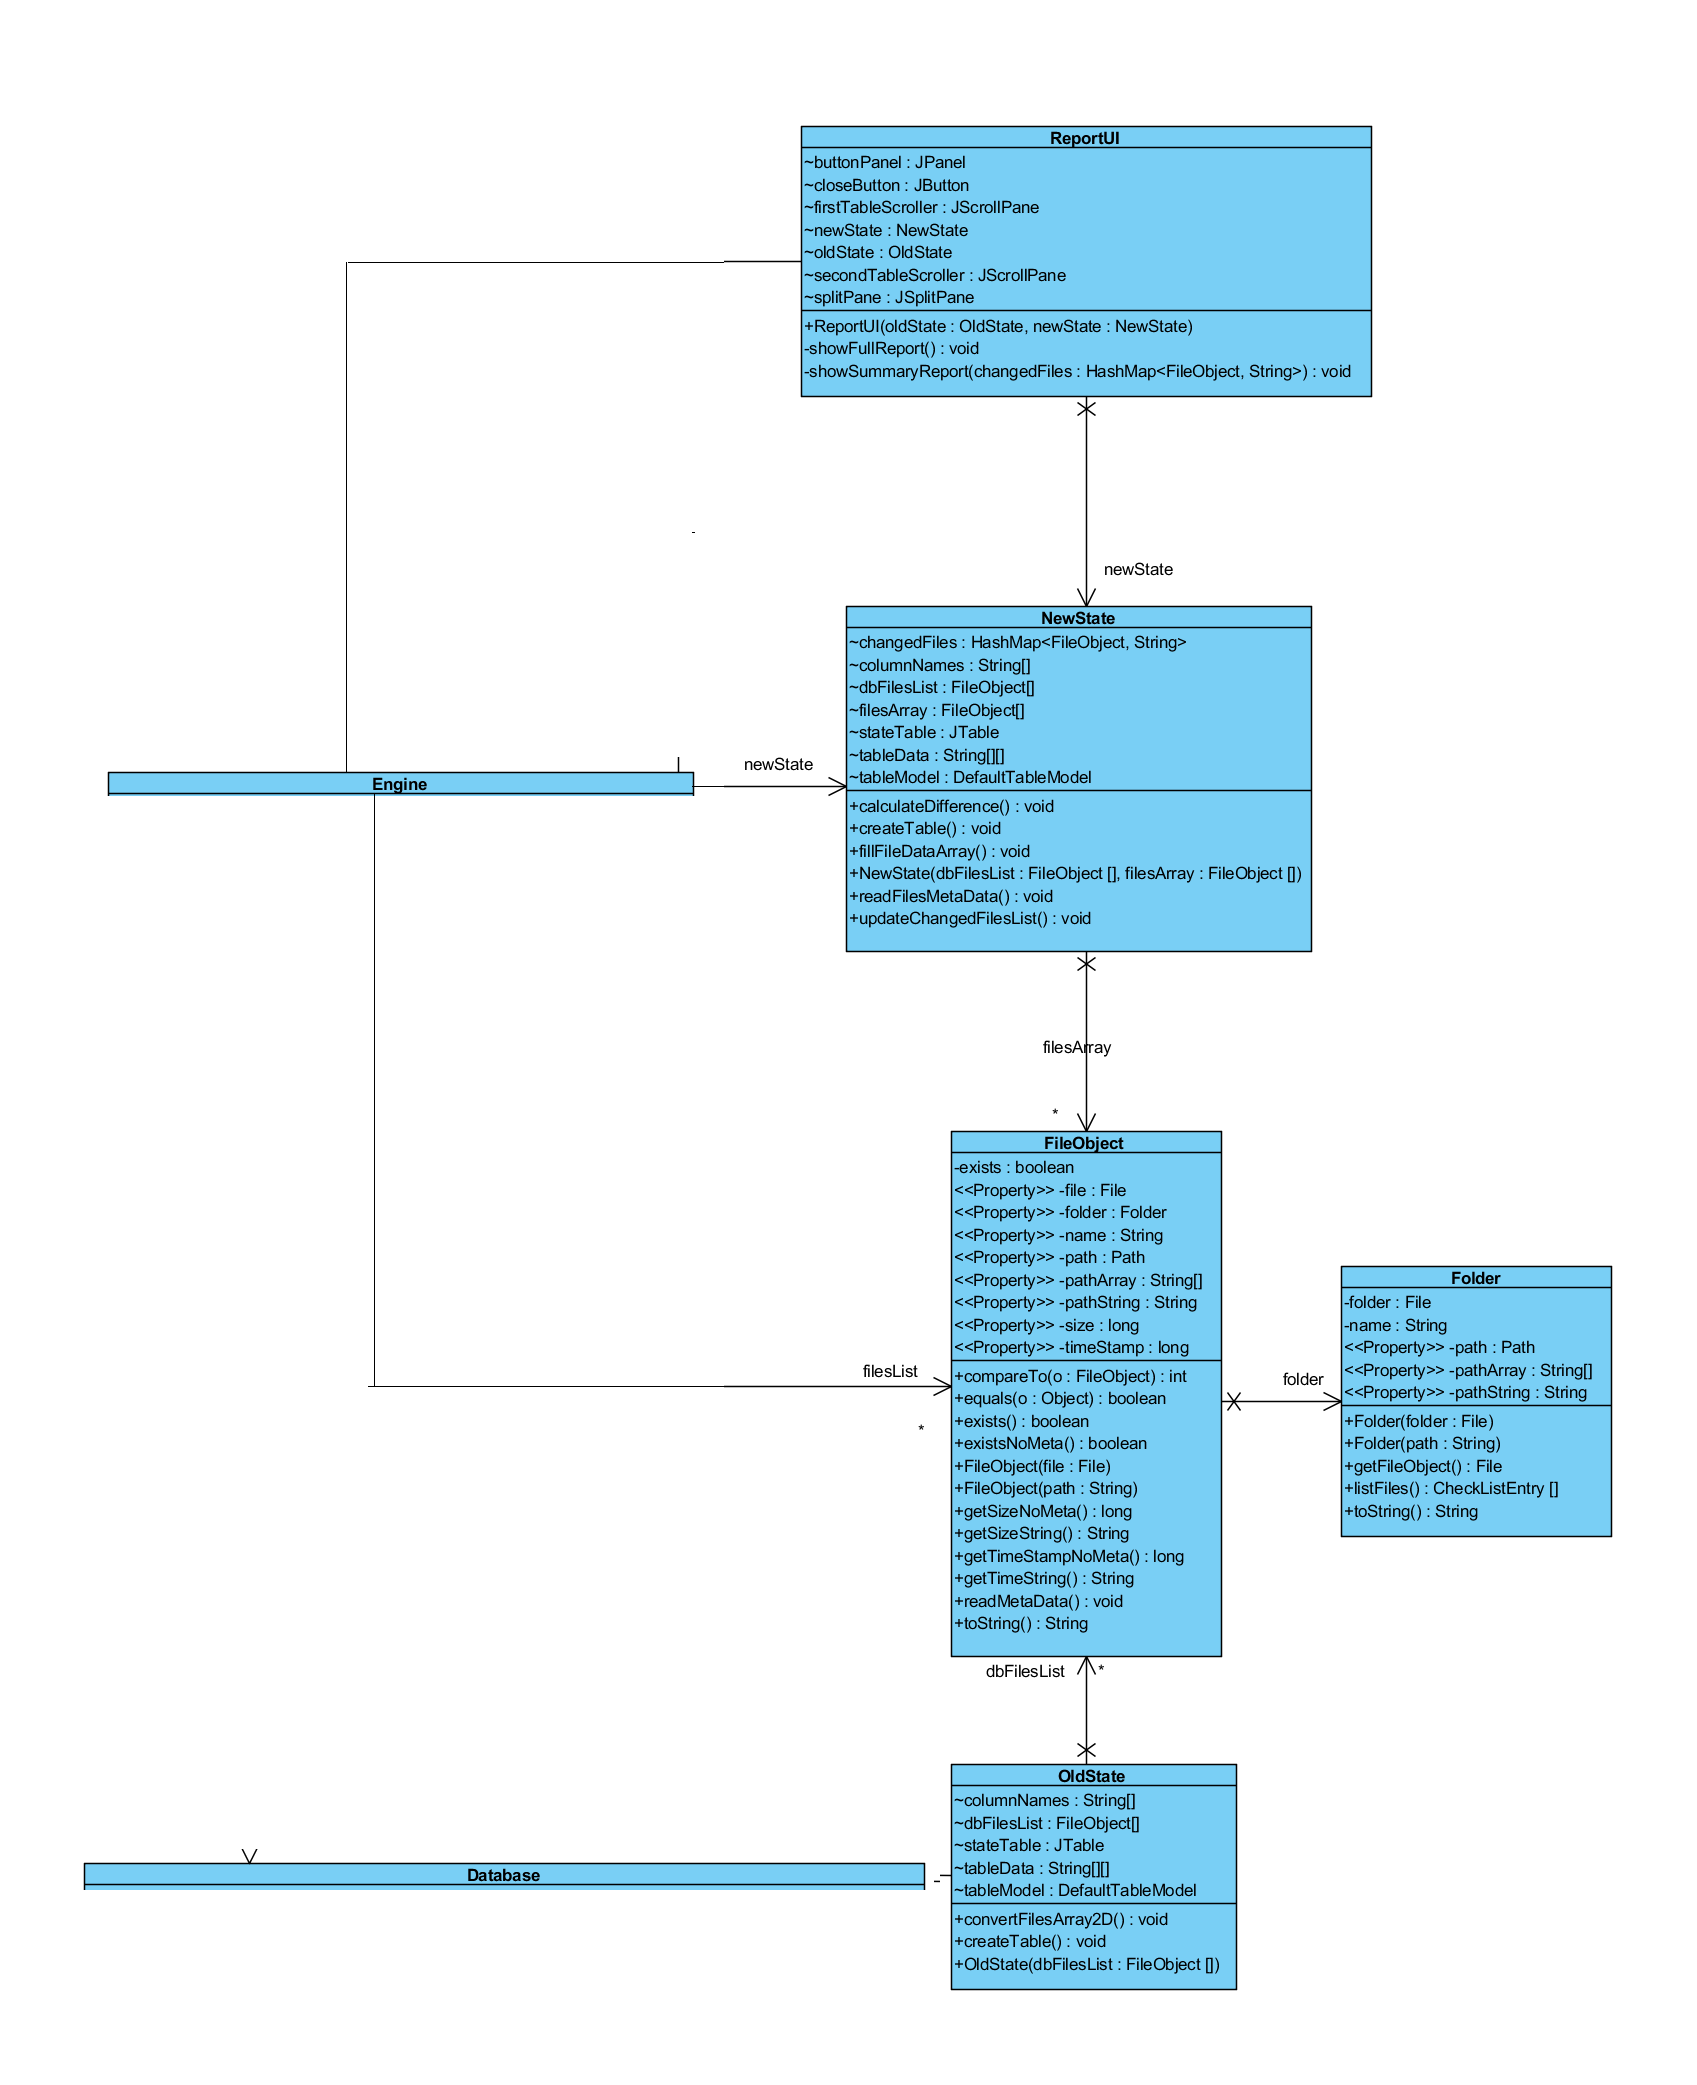 ReportUI
~buttonPanel : JPanel
~closeButton : JButton
~firstTableScroller : JScrollPane
~newState : NewState
~oldState : OldState
~secondTableScroller : JScrollPane
~splitPane : JSplitPane
+ReportUI(oldState : OldState, newState : NewState)
-showFullReport() : void
-showSummaryReport(changedFiles : HashMap<FileObject, String>) : void
newState
NewState
~changedFiles : HashMap<FileObject, String>
~columnNames : String[]
~dbFilesList : FileObject[]
~filesArray : FileObject[]
~stateTable : JTable
~tableData : String[][]
~tableModel : DefaultTableModel
+calculateDifference() : void
+createTable() : void
+fillFileDataArray() : void
+NewState(dbFilesList : FileObject [], filesArray : FileObject [])
+readFilesMetaData() : void
+updateChangedFilesList() : void
newState
Engine
filesArray
*
FileObject
-exists : boolean
<<Property>> -file : File
<<Property>> -folder : Folder
<<Property>> -name : String
<<Property>> -path : Path
<<Property>> -pathArray : String[]
<<Property>> -pathString : String
<<Property>> -size : long
<<Property>> -timeStamp : long
+compareTo(o : FileObject) : int
+equals(o : Object) : boolean
+exists() : boolean
+existsNoMeta() : boolean
+FileObject(file : File)
+FileObject(path : String)
+getSizeNoMeta() : long
+getSizeString() : String
+getTimeStampNoMeta() : long
+getTimeString() : String
+readMetaData() : void
+toString() : String
filesList
*
folder
Folder
-folder : File
-name : String
<<Property>> -path : Path
<<Property>> -pathArray : String[]
<<Property>> -pathString : String
+Folder(folder : File)
+Folder(path : String)
+getFileObject() : File
+listFiles() : CheckListEntry []
+toString() : String
dbFilesList *
OldState
~columnNames : String[]
~dbFilesList : FileObject[]
~stateTable : JTable
~tableData : String[][]
~tableModel : DefaultTableModel
+convertFilesArray2D() : void
+createTable() : void
+OldState(dbFilesList : FileObject [])
Database